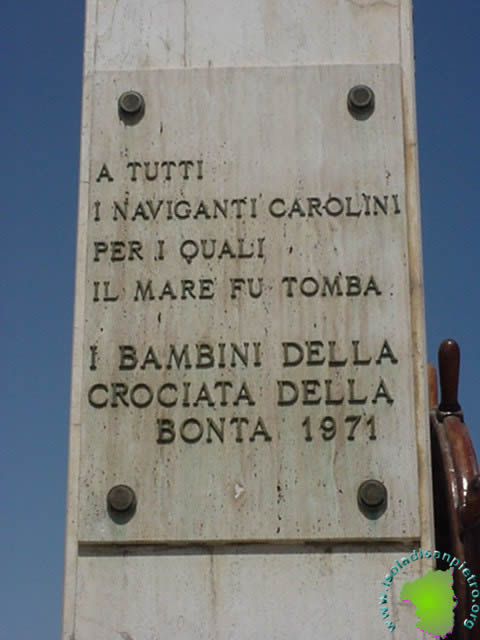 A TUTTI
I NAVIGANTI CAROLINI
PER I QUALI
IL MARE FU TOMBA
I BAMBINI DELLA
CROCIATA DELLA
BONTA 1971
www.isoladisanpietro.org